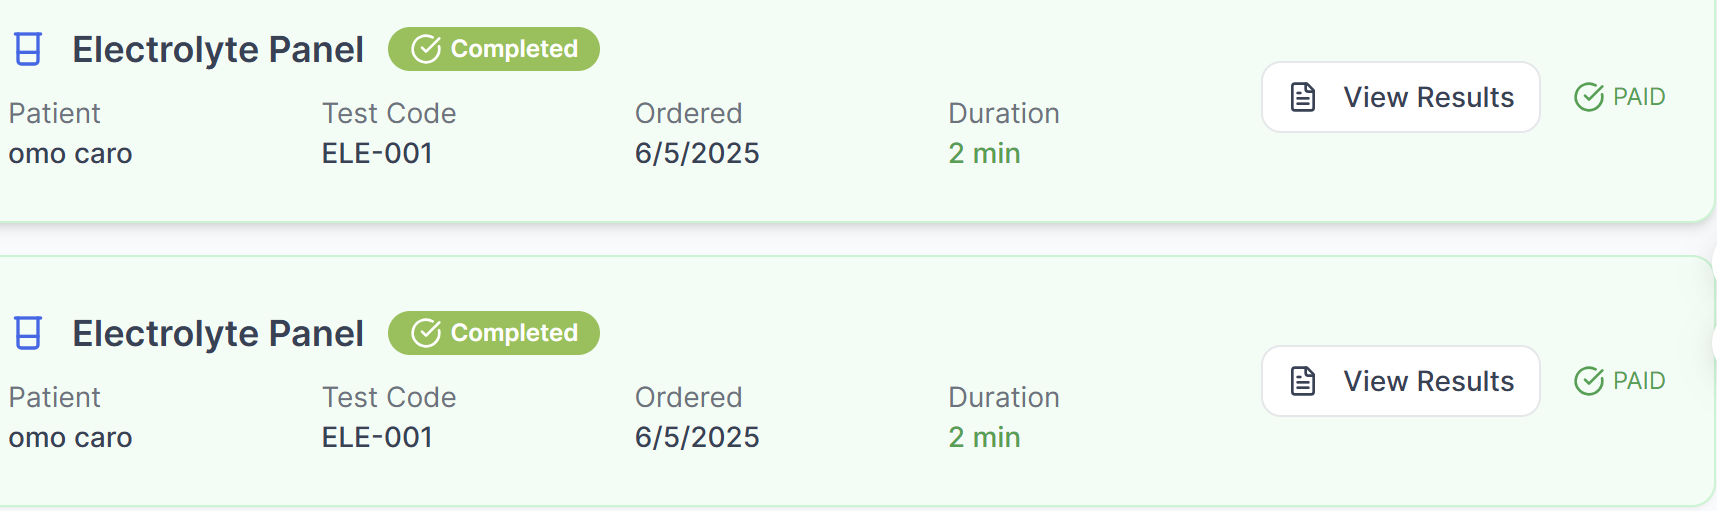 Electrolyte Panel Completed
View Results PAID
Patient Test Code Ordered Duration
omo caro ELE-001 6/5/2025 2 min
Electrolyte Panel Completed
View Results PAID
Patient Test Code Ordered Duration
omo caro ELE-001 6/5/2025 2 min